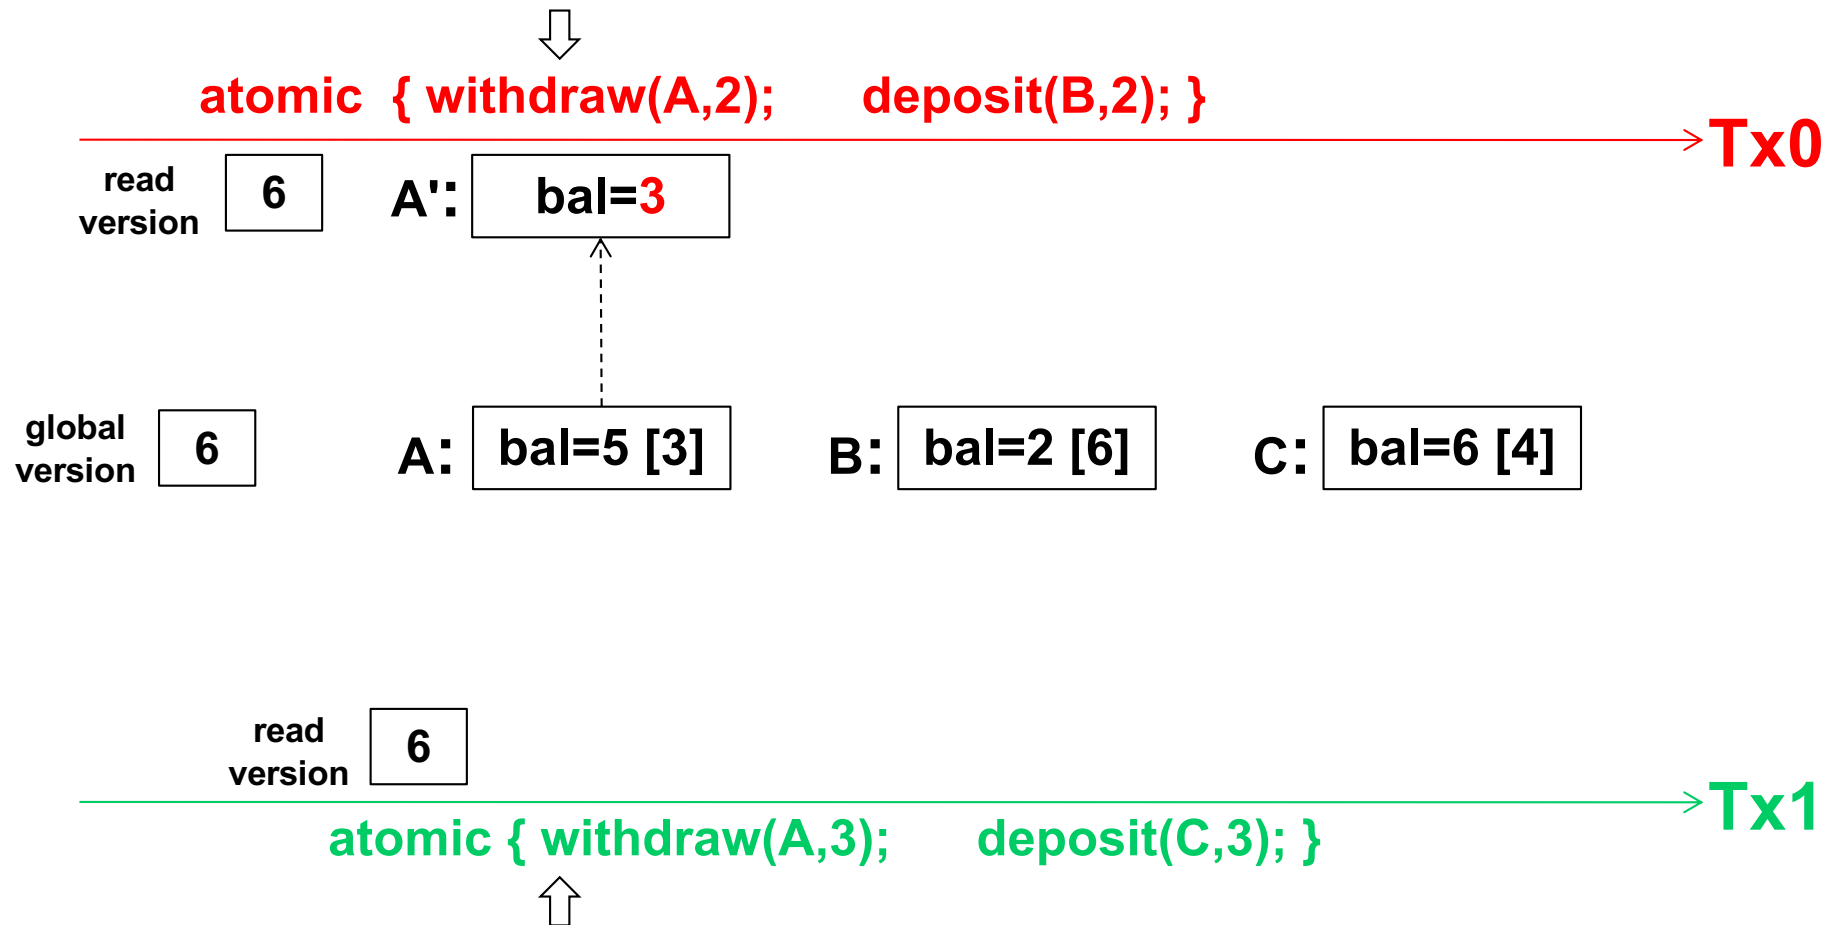 atomic { withdraw(A,2); deposit(B,2); }
Tx0
read version
6
A': bal=3
global version
6
A: bal=5 [3]
B: bal=2 [6]
C: bal=6 [4]
read version
6
Tx1
atomic { withdraw(A,3); deposit(C,3); }